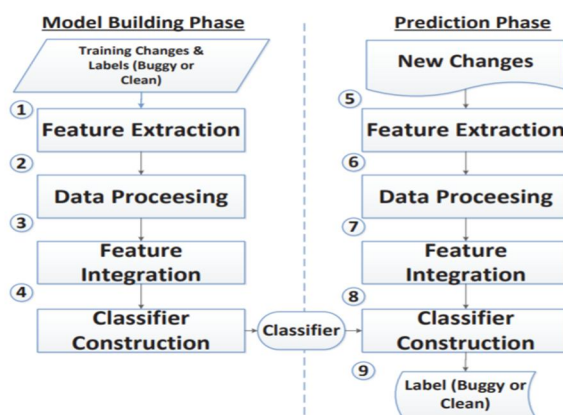 Model Building Phase
Training Changes &
Labels (Buggy or
Clean)
1
Feature Extraction
2
Data Proceesing
3
Feature
Integration
4
Classifier
Construction
Classifier
Prediction Phase
New Changes
5
Feature Extraction
6
Data Proceesing
7
Feature
Integration
8
Classifier
Construction
9
Label (Buggy or
Clean)